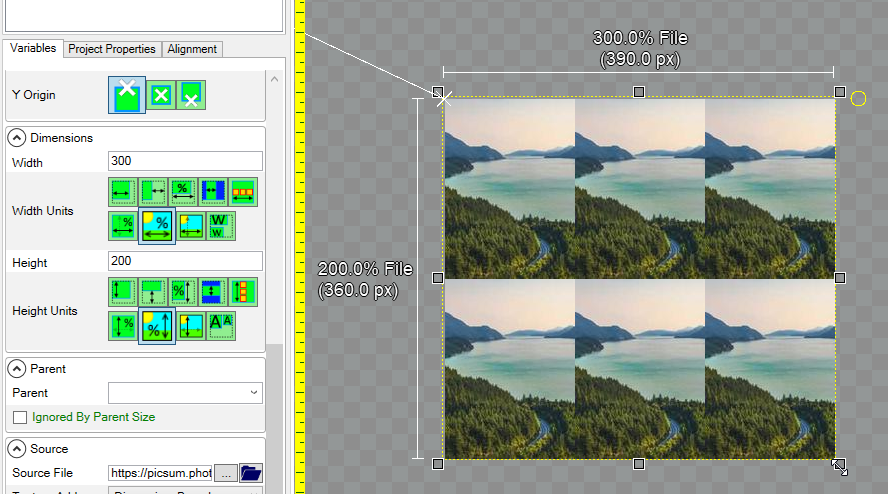 Variables
Project Properties
Alignment
Y Origin
Dimensions
Width
300
Width Units
%
%
%
W
W
Height
200
Height Units
%
%
%
A A
Parent
Parent
Ignored By Parent Size
Source
Source File
https://picsum.phot
...
300.0% File
(390.0 px)
200.0% File
(360.0 px)